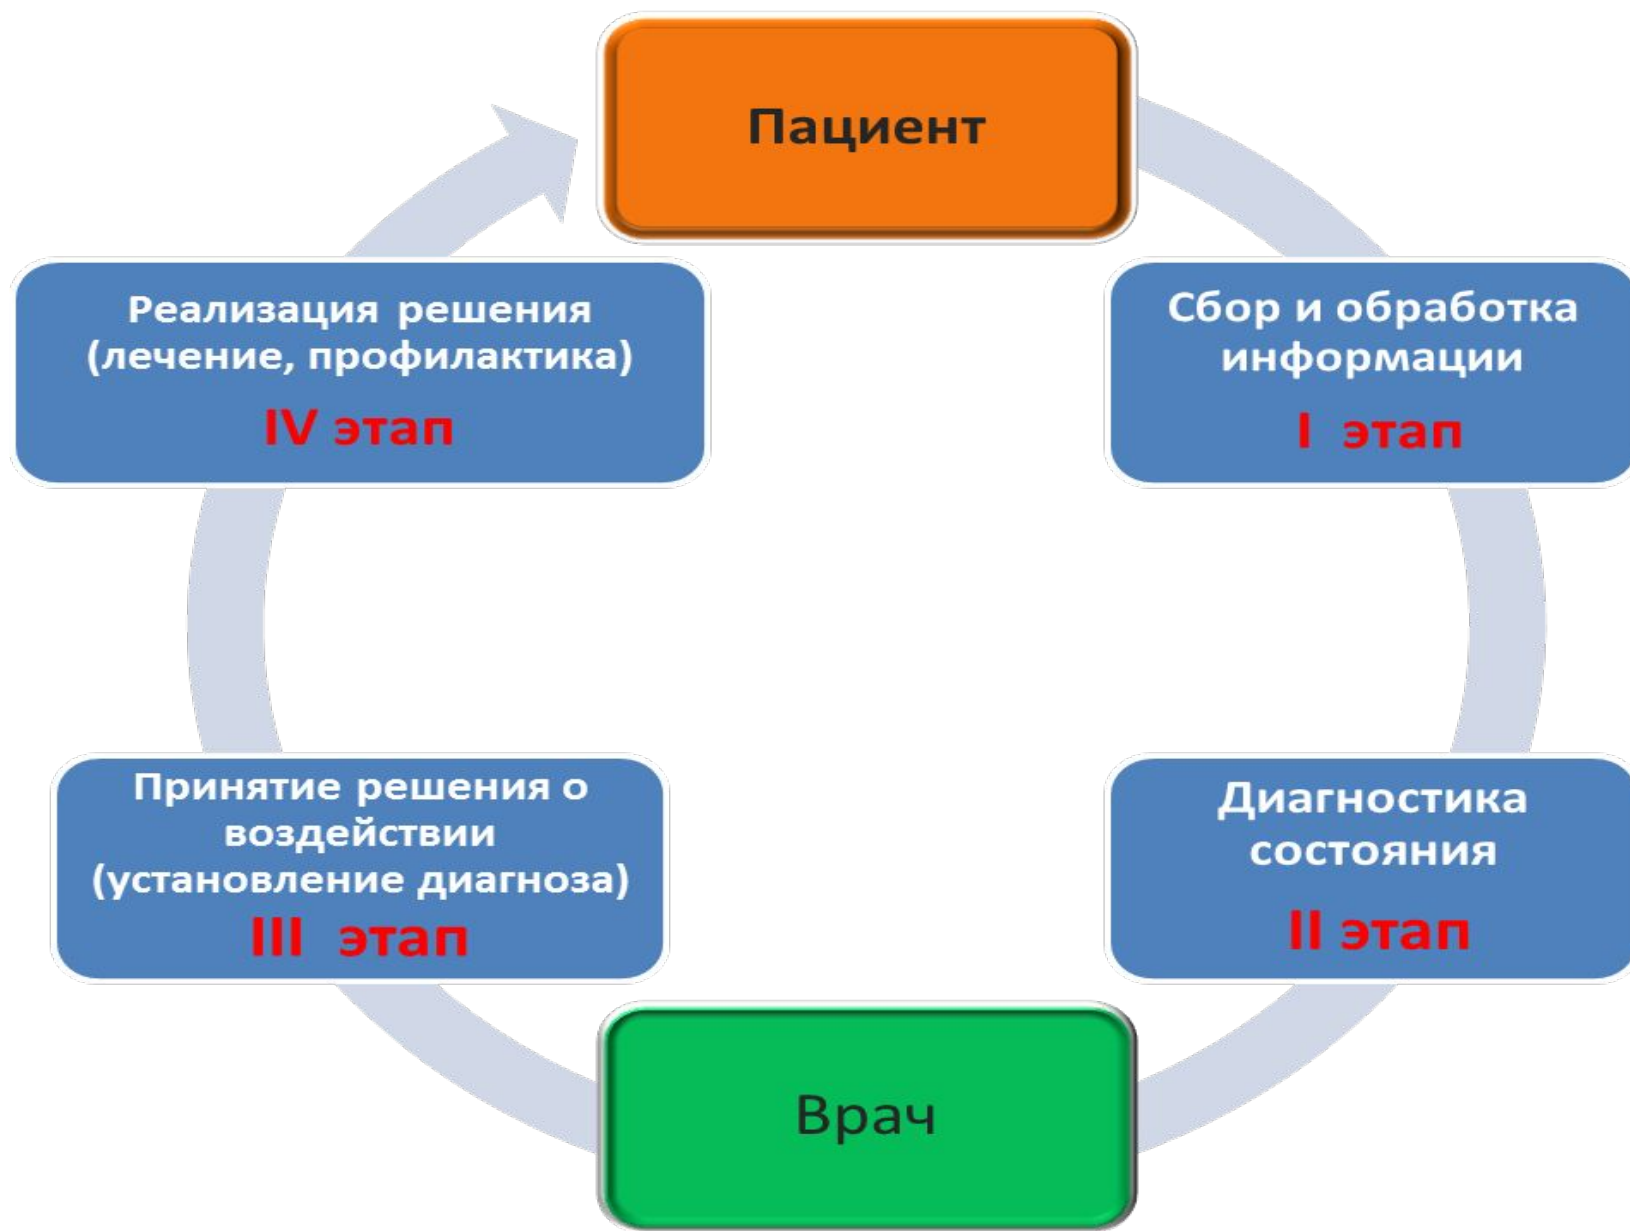 Пациент
Сбор и обработка
информации
I этап
Диагностика
состояния
II этап
Врач
Принятие решения о
воздействии
(установление диагноза)
III этап
Реализация решения
(лечение, профилактика)
IV этап